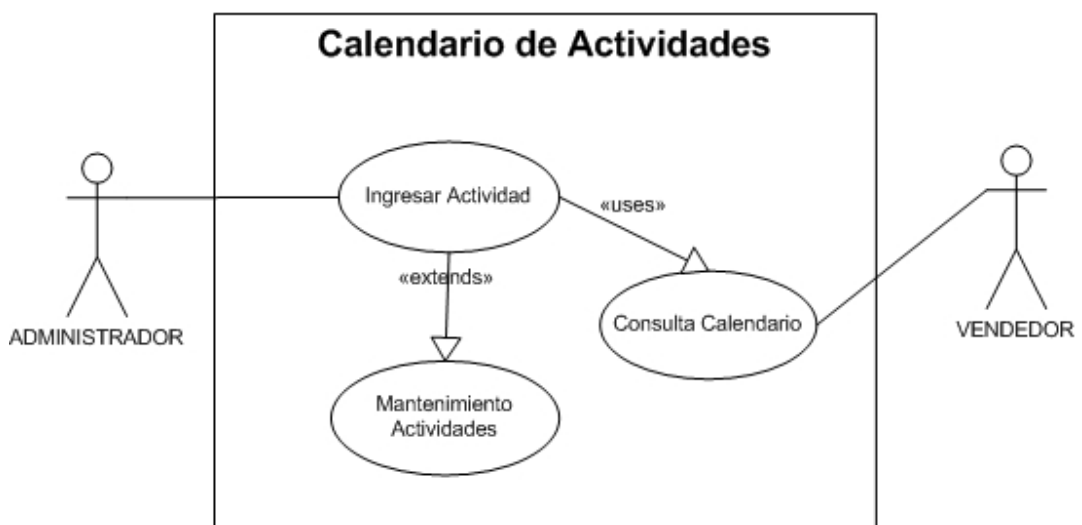 Calendario de Actividades
Ingresar Actividad
«uses»
«extends»
Consulta Calendario
ADMINISTRADOR
VENDEDOR
Mantenimiento
Actividades